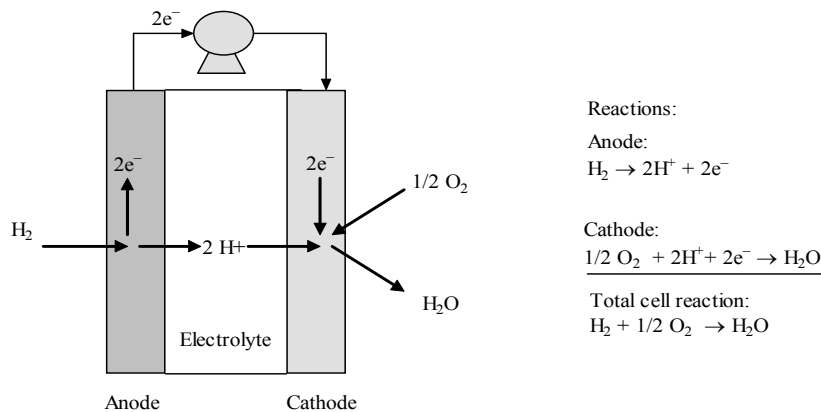 2e⁻
Reactions:
Anode:
H₂ → 2H⁺ + 2e⁻
2e⁻
2e⁻
1/2 O₂
H₂
2 H+
Cathode:
1/2 O₂ + 2H⁺+ 2e⁻ → H₂O
H₂O
Total cell reaction:
H₂ + 1/2 O₂ → H₂O
Electrolyte
Anode
Cathode